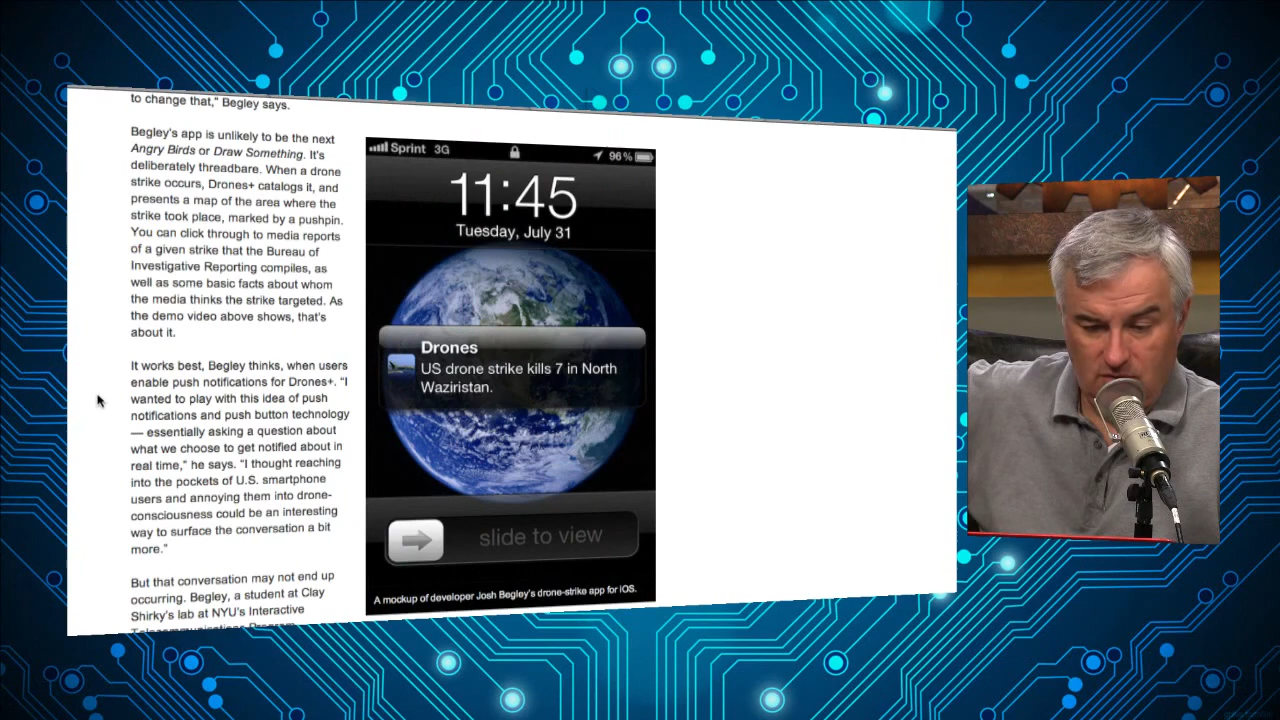 to change that," Begley says.
Begley's app is unlikely to be the next
Angry Birds or Draw Something. It's
deliberately threadbare. When a drone
strike occurs, Drones+ catalogs it, and
presents a map of the area where the
strike took place, marked by a pushpin.
You can click through to media reports
of a given strike that the Bureau of
Investigative Reporting compiles, as
well as some basic facts about whom
the media thinks the strike targeted. As
the demo video above shows, that's
about it.
It works best, Begley thinks, when users
enable push notifications for Drones+. "I
wanted to play with this idea of push
notifications and push button technology
— essentially asking a question about
what we choose to get notified about in
real time," he says. "I thought reaching
into the pockets of U.S. smartphone
users and annoying them into drone-
consciousness could be an interesting
way to surface the conversation a bit
more."
But that conversation may not end up
occurring. Begley, a student at Clay
Shirky's lab at NYU's Interactive
Telecommunications Program
Sprint 3G 96%
11:45
Tuesday, July 31
Drones
US drone strike kills 7 in North
Waziristan.
slide to view
A mockup of developer Josh Begley's drone-strike app for iOS.